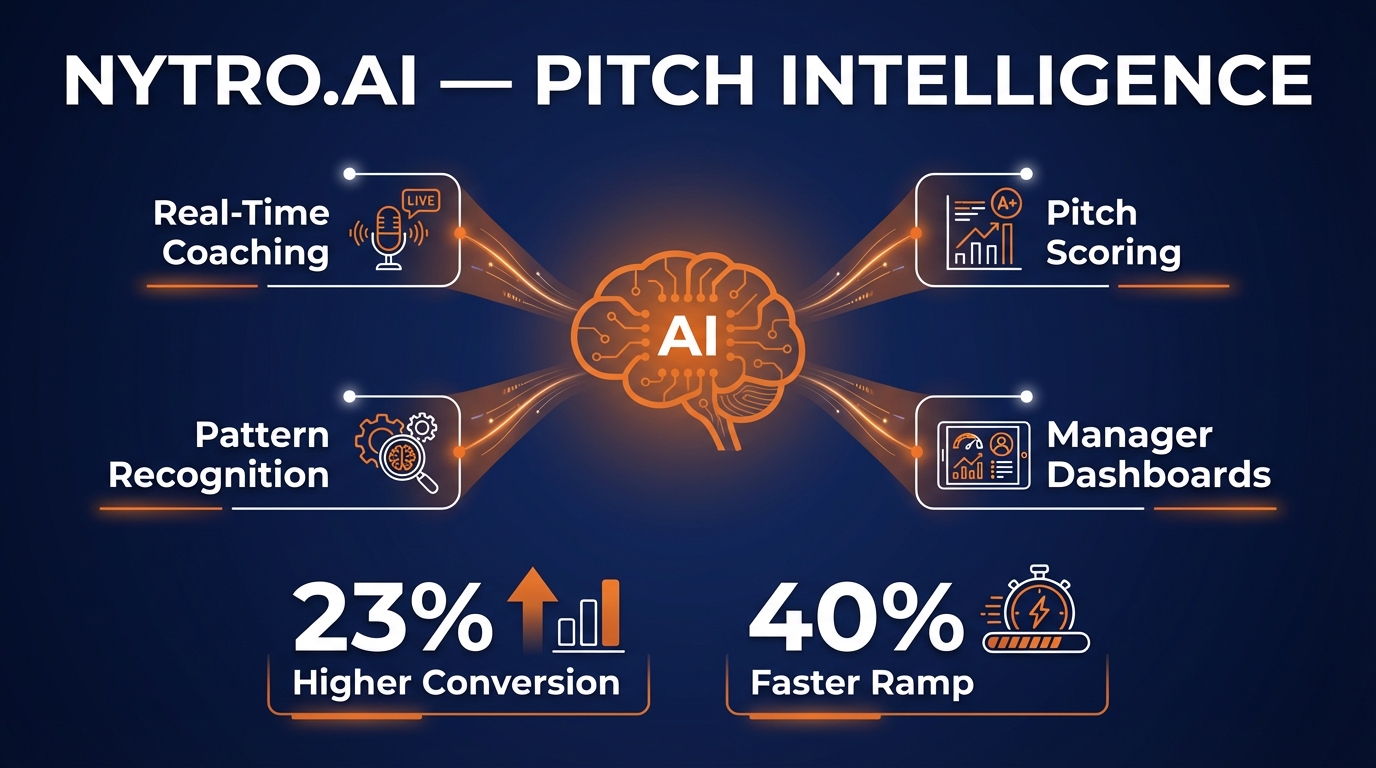 NYTRO.AI — PITCH INTELLIGENCE
Real-Time
Coaching
LIVE
A+
Pitch
Scoring
AI
Pattern
Recognition
Manager
Dashboards
23%
Higher Conversion
40%
Faster Ramp